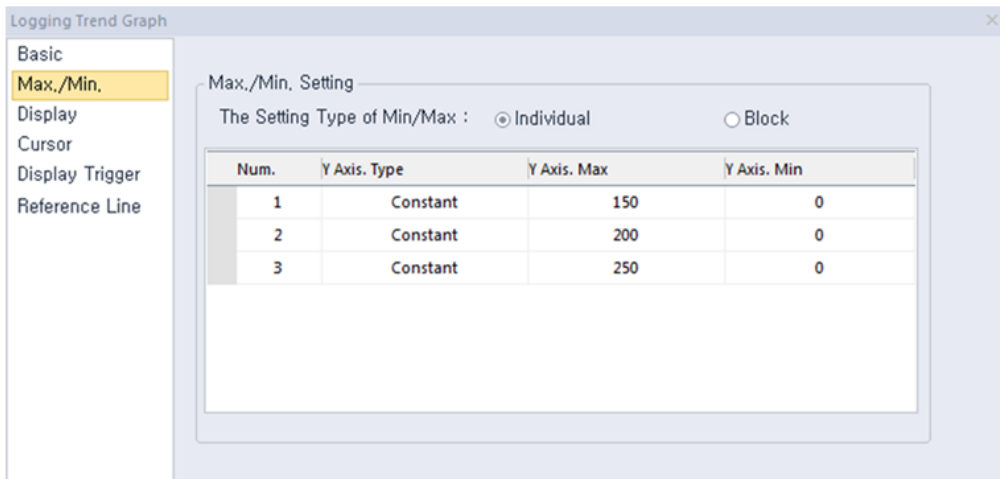 Logging Trend Graph
Basic
Max./Min.
Display
Cursor
Display Trigger
Reference Line
Max./Min. Setting
The Setting Type of Min/Max : Individual Block
Num. Y Axis. Type Y Axis. Max Y Axis. Min
1 Constant 150 0
2 Constant 200 0
3 Constant 250 0